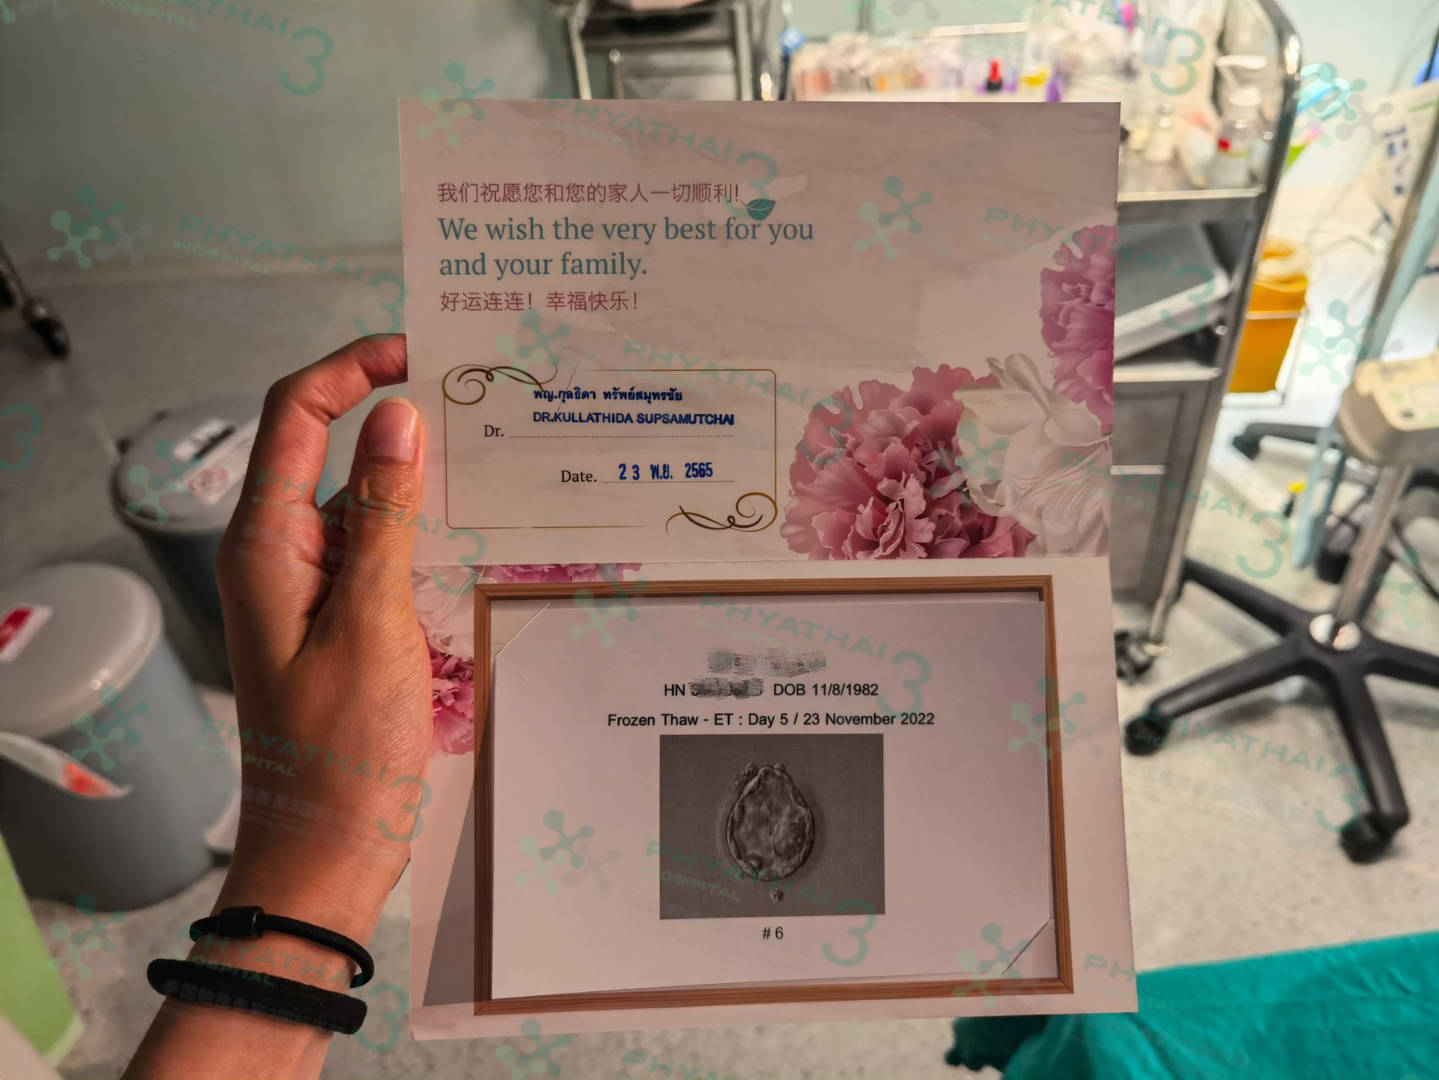 我们祝愿您和您的家人一切顺利!
We wish the very best for you
and your family.
好运连连! 幸福快乐!
พญ.กุลธิดา ทรัพย์สมุทรชัย
DR.KULLATHIDA SUPSAMUTCHAI
Dr.
Date. 23 พ.ย. 2565
HN DOB 11/8/1982
Frozen Thaw - ET : Day 5 / 23 November 2022
# 6
PHYATHAI 3
HOSPITAL